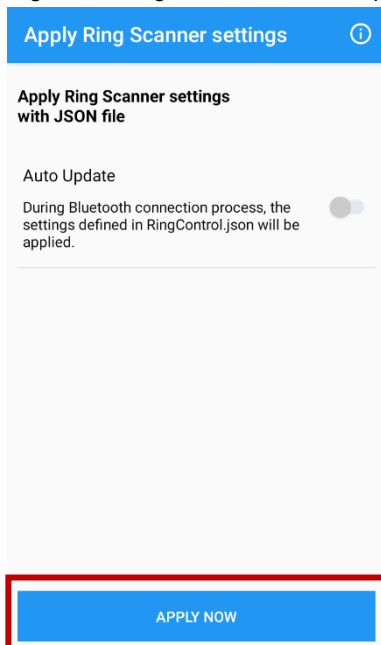 Apply Ring Scanner settings
Apply Ring Scanner settings
with JSON file
Auto Update
During Bluetooth connection process, the
settings defined in RingControl.json will be
applied.
APPLY NOW